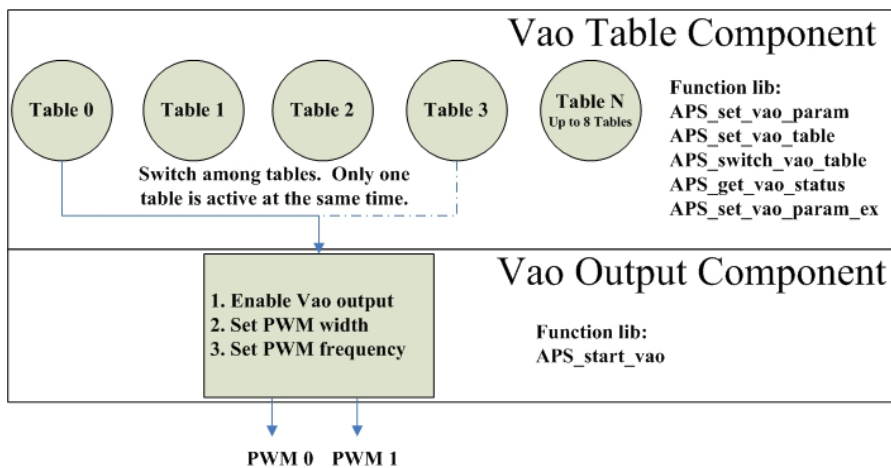 Vao Table Component
Table 0
Table 1
Table 2
Table 3
Table N
Up to 8 Tables
Function lib:
APS_set_vao_param
APS_set_vao_table
APS_switch_vao_table
APS_get_vao_status
APS_set_vao_param_ex
Switch among tables. Only one
table is active at the same time.
Vao Output Component
1. Enable Vao output
2. Set PWM width
3. Set PWM frequency
Function lib:
APS_start_vao
PWM 0
PWM 1